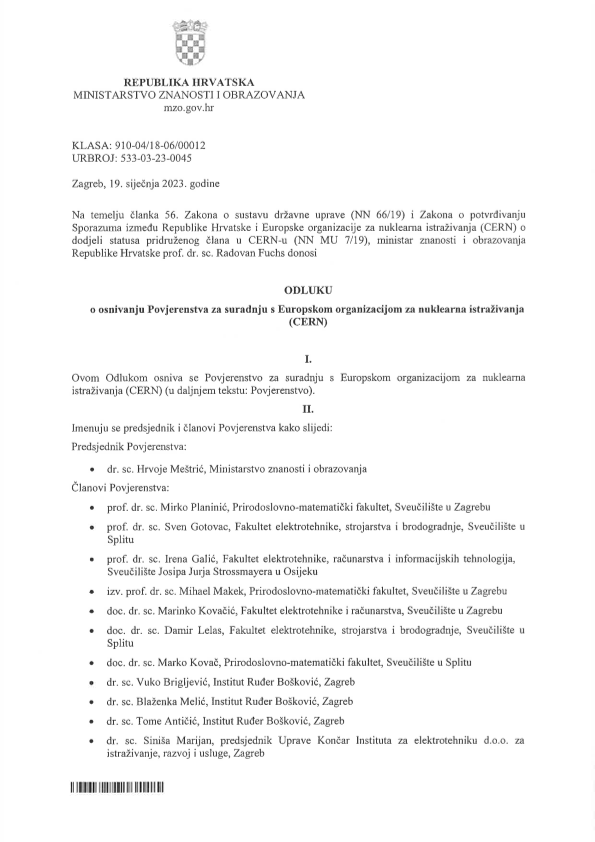 REPUBLIKA HRVATSKA
MINISTARSTVO ZNANOSTI I OBRAZOVANJA
mzo.gov.hr
KLASA: 910-04/18-06/00012
URBROJ: 533-03-23-0045
Zagreb, 19. siječnja 2023. godine
Na temelju članka 56. Zakona o sustavu državne uprave (NN 66/19) i Zakona o potvrđivanju
Sporazuma između Republike Hrvatske i Europske organizacije za nuklearna istraživanja (CERN) o
dodjeli statusa pridruženog člana u CERN-u (NN MU 7/19), ministar znanosti i obrazovanja
Republike Hrvatske prof. dr. sc. Radovan Fuchs donosi
ODLUKU
o osnivanju Povjerenstva za suradnju s Europskom organizacijom za nuklearna istraživanja
(CERN)
I.
Ovom Odlukom osniva se Povjerenstvo za suradnju s Europskom organizacijom za nuklearna
istraživanja (CERN) (u daljnjem tekstu: Povjerenstvo).
II.
Imenuju se predsjednik i članovi Povjerenstva kako slijedi:
Predsjednik Povjerenstva:
• dr. sc. Hrvoje Meštrić, Ministarstvo znanosti i obrazovanja
Članovi Povjerenstva:
• prof. dr. sc. Mirko Planinić, Prirodoslovno-matematički fakultet, Sveučilište u Zagrebu
• prof. dr. sc. Sven Gotovac, Fakultet elektrotehnike, strojarstva i brodogradnje, Sveučilište u
Splitu
• prof. dr. sc. Irena Galić, Fakultet elektrotehnike, računarstva i informacijskih tehnologija,
Sveučilište Josipa Jurja Strossmayera u Osijeku
• izv. prof. dr. sc. Mihael Makek, Prirodoslovno-matematički fakultet, Sveučilište u Zagrebu
• doc. dr. sc. Marinko Kovačić, Fakultet elektrotehnike i računarstva, Sveučilište u Zagrebu
• doc. dr. sc. Damir Lelas, Fakultet elektrotehnike, strojarstva i brodogradnje, Sveučilište u
Splitu
• doc. dr. sc. Marko Kovač, Prirodoslovno-matematički fakultet, Sveučilište u Splitu
• dr. sc. Vuko Brigljević, Institut Ruđer Bošković, Zagreb
• dr. sc. Blaženka Melić, Institut Ruđer Bošković, Zagreb
• dr. sc. Tome Antičić, Institut Ruđer Bošković, Zagreb
• dr. sc. Siniša Marijan, predsjednik Uprave Končar Instituta za elektrotehniku d.o.o. za
istraživanje, razvoj i usluge, Zagreb